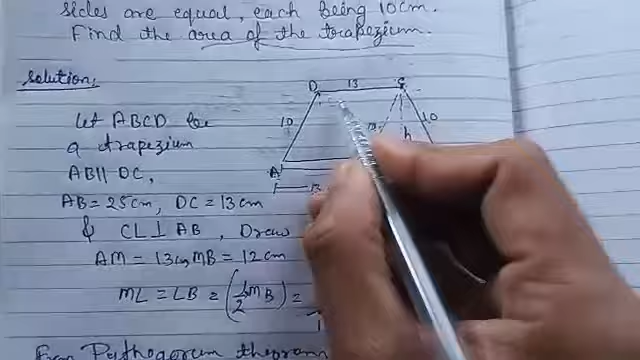 sides are equal, each being 10cm.
Find the area of the trapezium.
Solution,
D 13 C
Let ABCD be
10 10
a trapezium
h
A
AB || DC,
13
AB = 25cm, DC = 13cm
& CL ⊥ AB, Draw
AM = 13cm, MB = 12cm
ML = LB = (1/2 MB) =
From Pathagorum theorem